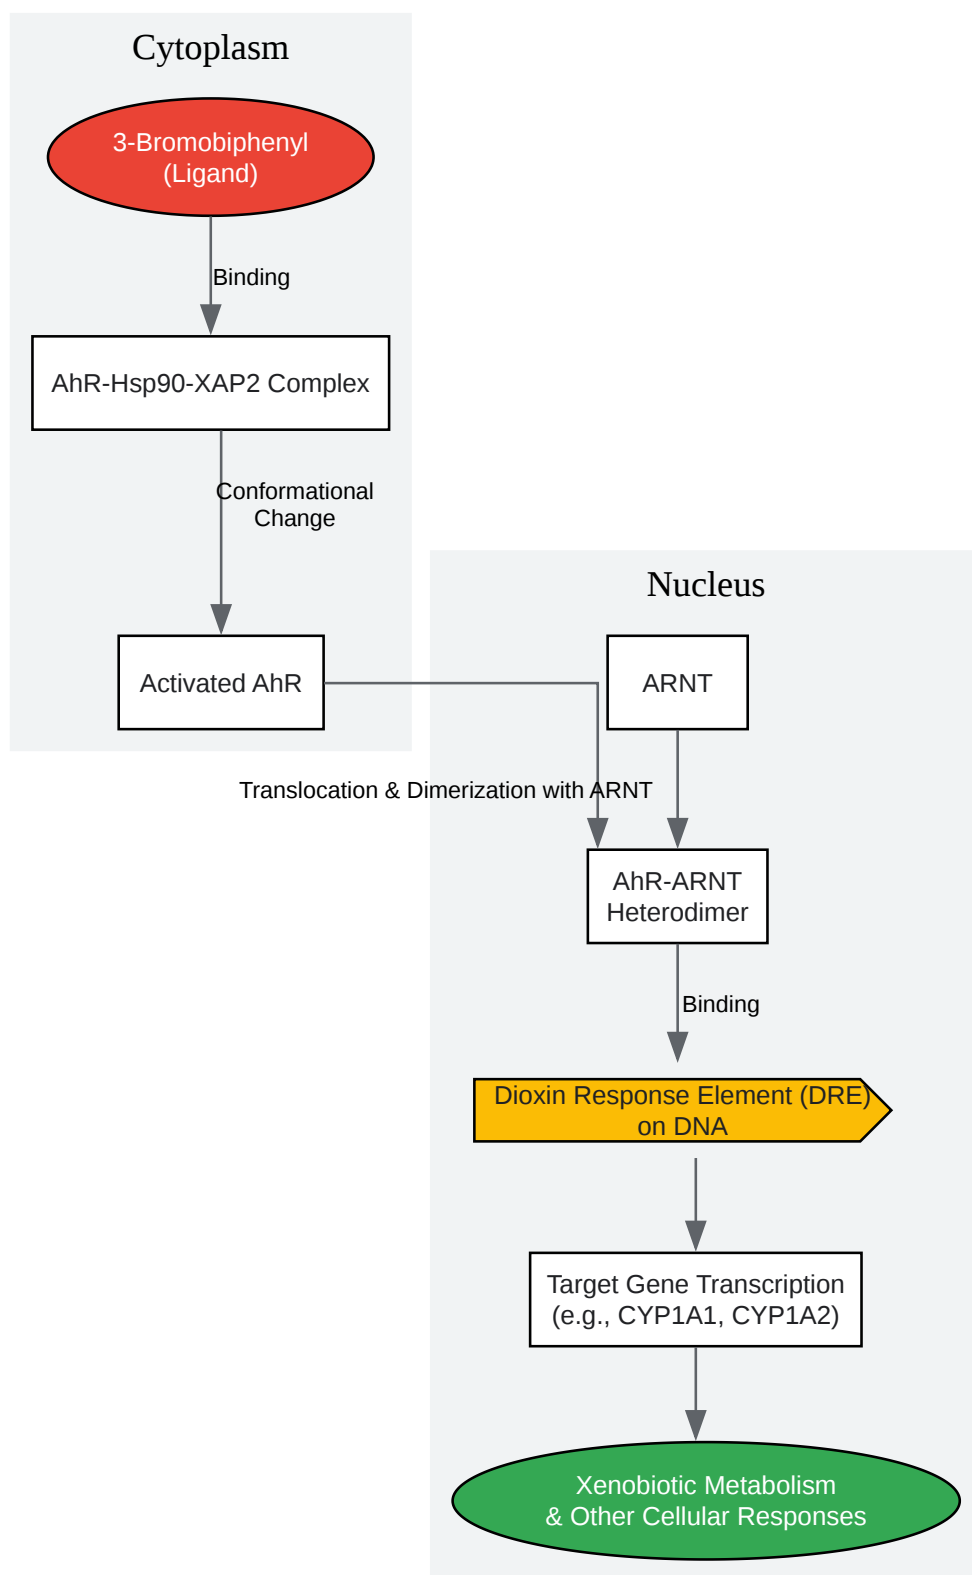 Cytoplasm
3-Bromobiphenyl
(Ligand)
Binding
AhR-Hsp90-XAP2 Complex
Conformational
Change
Nucleus
Activated AhR
ARNT
Translocation & Dimerization with ARNT
AhR-ARNT
Heterodimer
Binding
Dioxin Response Element (DRE)
on DNA
Target Gene Transcription
(e.g., CYP1A1, CYP1A2)
Xenobiotic Metabolism
& Other Cellular Responses